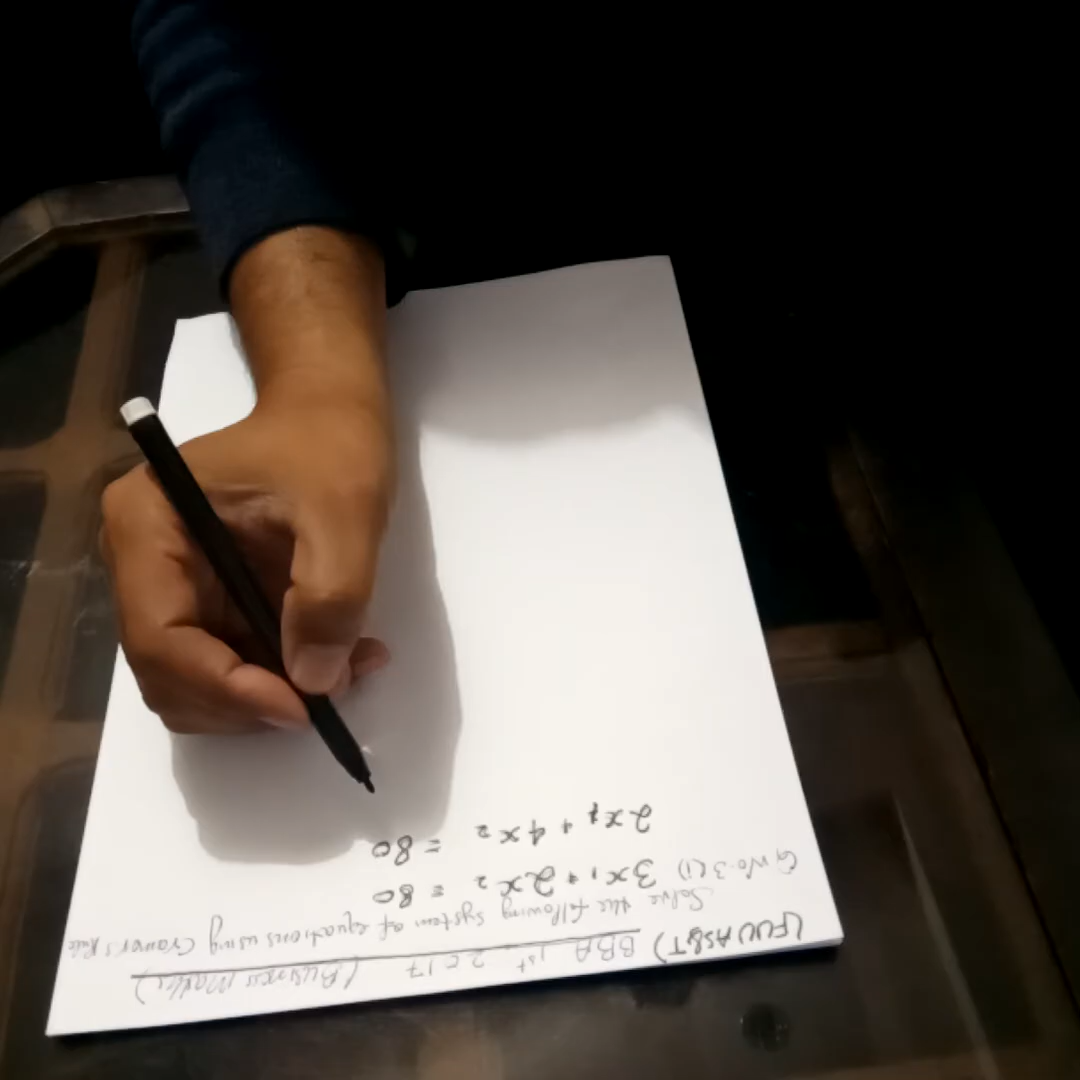 (FUUAS&T) BBA 1st 2017 (Business Maths)
Solve the following system of equations using Cramer's Rule
Q No. 3 (i) 3x₁ + 2x₂ = 80
2x₁ + 4x₂ = 80